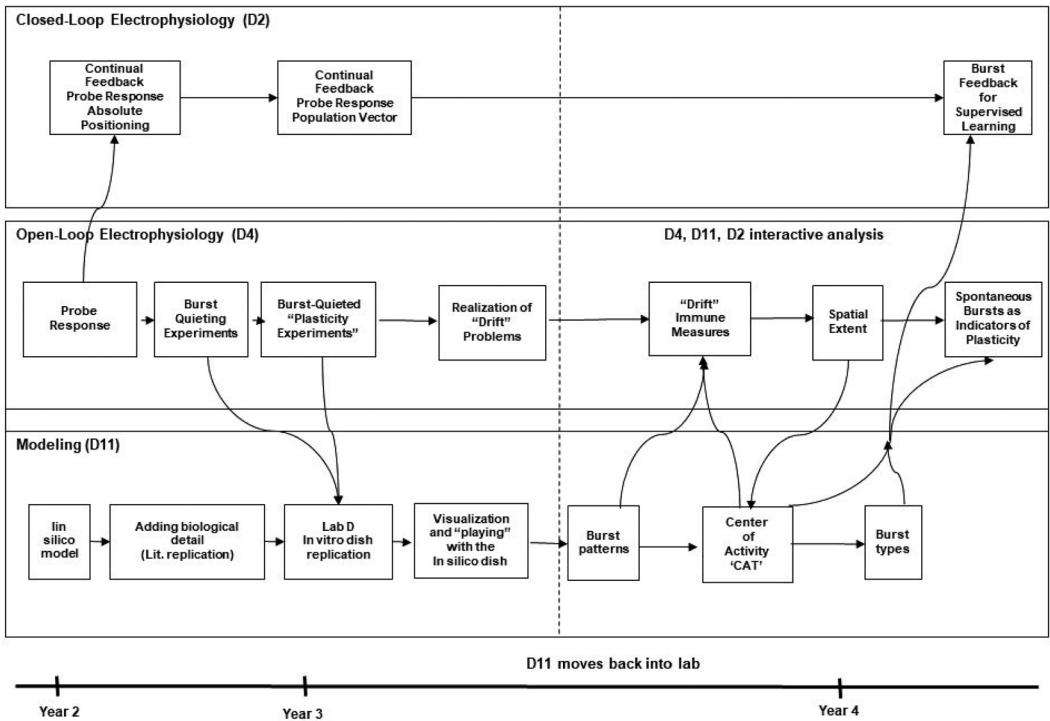 Closed-Loop Electrophysiology (D2)
Continual
Feedback
Probe Response
Absolute
Positioning
Continual
Feedback
Probe Response
Population Vector
Burst
Feedback
for
Supervised
Learning
Open-Loop Electrophysiology (D4)
D4, D11, D2 interactive analysis
Probe
Response
Burst
Quieting
Experiments
Burst-Quieted
“Plasticity
Experiments”
Realization of
“Drift”
Problems
“Drift”
Immune
Measures
Spatial
Extent
Spontaneous
Bursts as
Indicators of
Plasticity
Modeling (D11)
Iin
silico
model
Adding biological
detail
(Lit. replication)
Lab D
In vitro dish
replication
Visualization
and “playing”
with the
In silico dish
Burst
patterns
Center
of
Activity
‘CAT’
Burst
types
D11 moves back into lab
Year 2
Year 3
Year 4